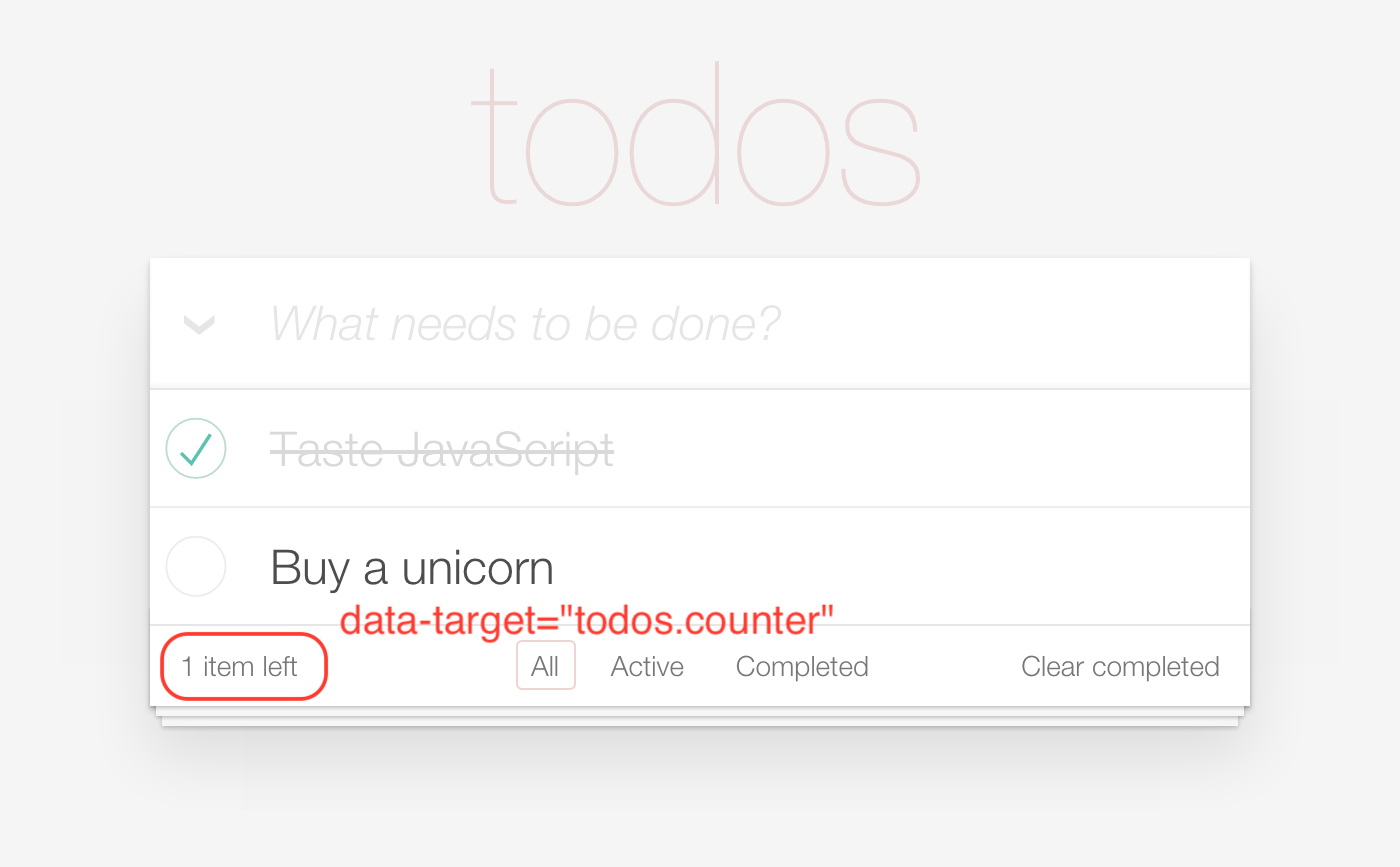 todos
What needs to be done?
Taste JavaScript
Buy a unicorn
data-target="todos.counter"
1 item left All Active Completed Clear completed